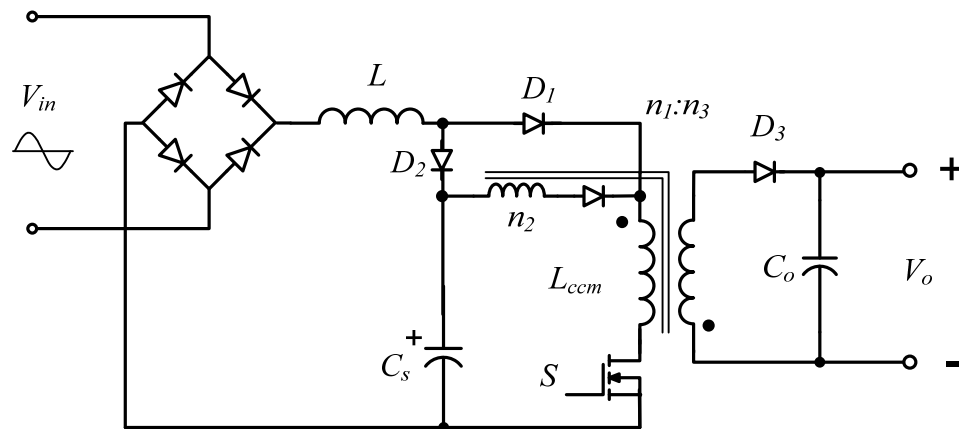 V_in
L
D_1
n_1:n_3
D_2
D_3
+
n_2
L_ccm
C_o
V_o
+
C_s
S
-